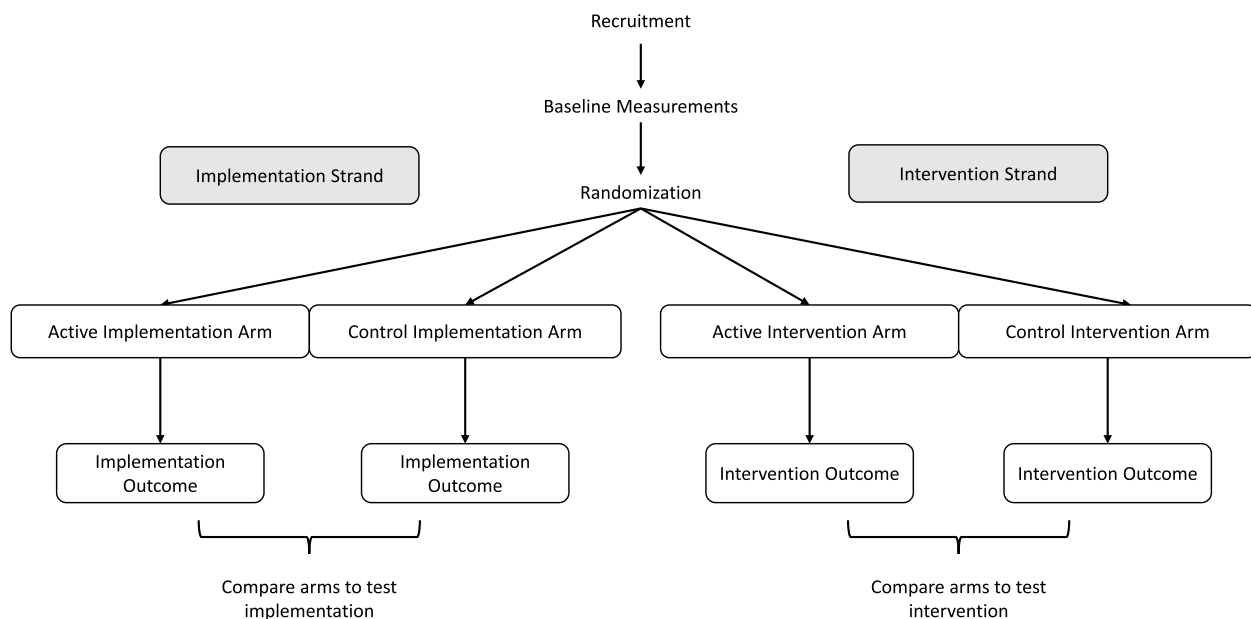 Recruitment
Baseline Measurements
Implementation Strand
Intervention Strand
Randomization
Active Implementation Arm
Control Implementation Arm
Active Intervention Arm
Control Intervention Arm
Implementation
Outcome
Implementation
Outcome
Intervention Outcome
Intervention Outcome
Compare arms to test
implementation
Compare arms to test
intervention